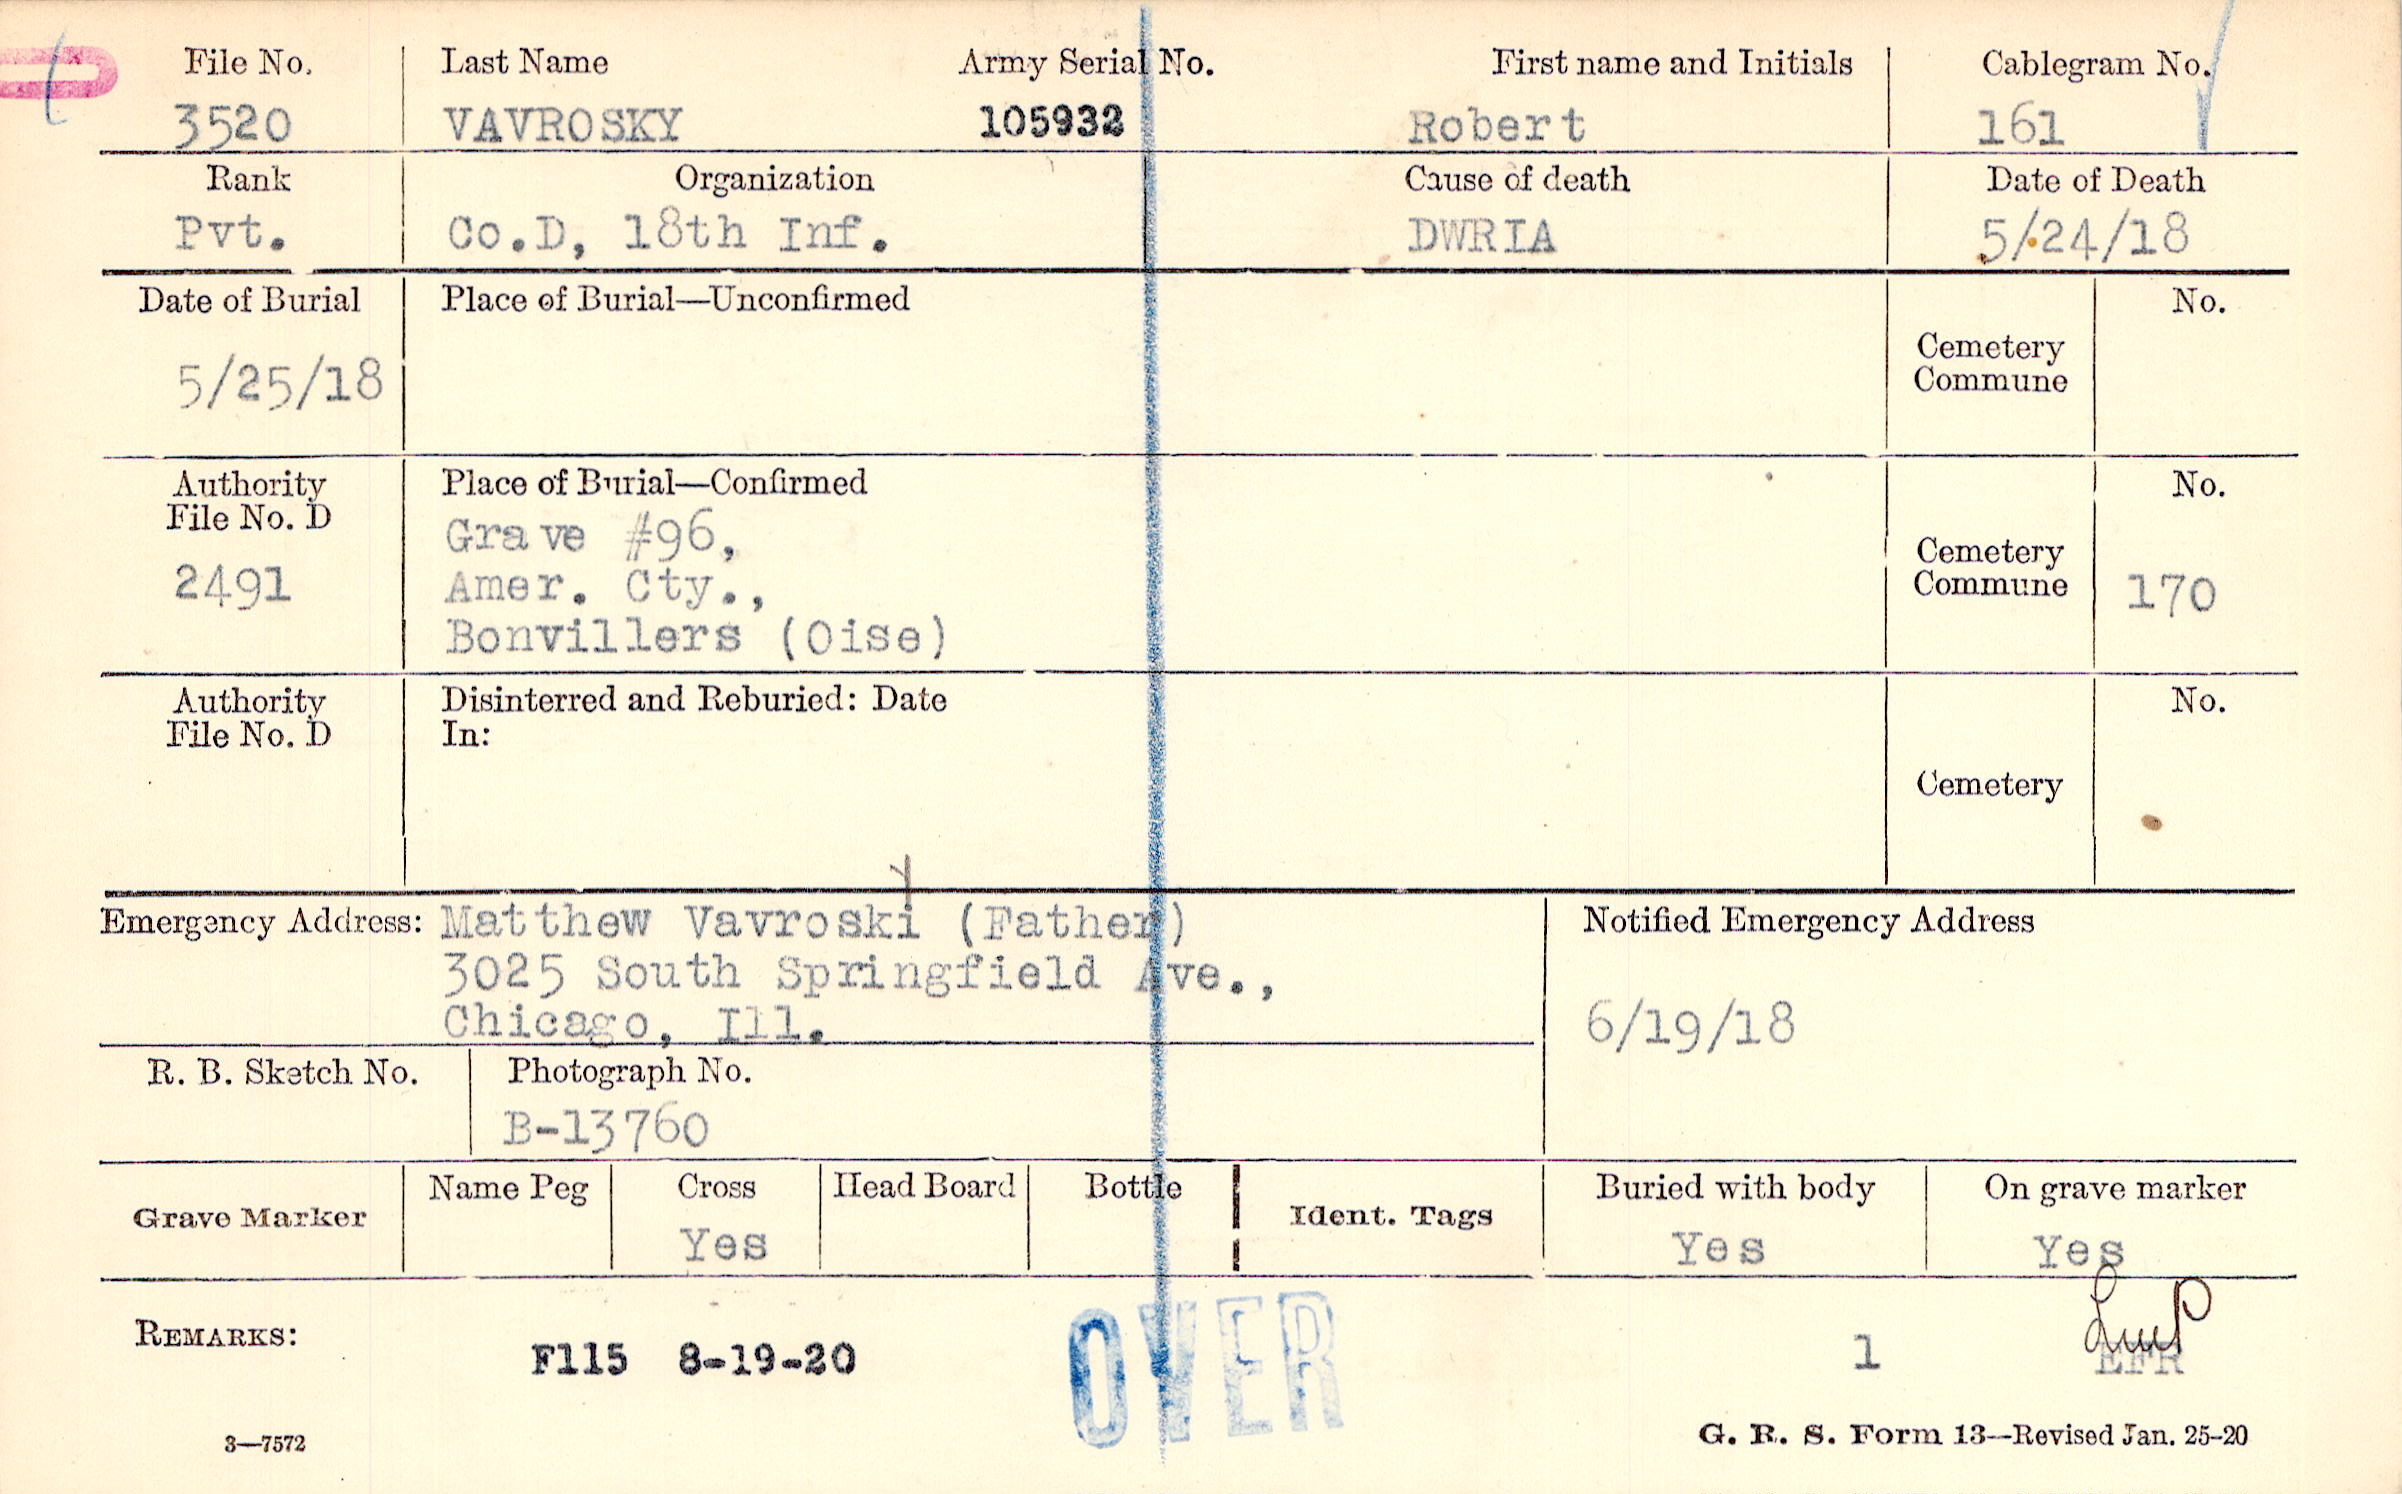 File No. Last Name Army Serial No. First name and Initials Cablegram No.
3520 VAVROSKY 105932 Robert 161
Rank Organization Cause of death Date of Death
Pvt. Co.D, 18th Inf. DWRIA 5/24/18
Date of Burial Place of Burial—Unconfirmed No.
Cemetery
Commune
5/25/18
Authority Place of Burial—Confirmed No.
File No. D
Grave #96,
Cemetery
2491 Amer. Cty., Commune 170
Bonvillers (Oise)
Authority Disinterred and Reburied: Date No.
File No. D In:
Cemetery
y
Emergency Address: Matthew Vavroski (Father) Notified Emergency Address
3025 South Springfield Ave.,
Chicago, Ill. 6/19/18
R. B. Sketch No. Photograph No.
B-13760
Grave Marker Name Peg Cross Head Board Bottle Ident. Tags Buried with body On grave marker
Yes Yes Yes
REMARKS: F115 8-19-20 OVER 1 EFR
3—7572 G. R. S. Form 13—Revised Jan. 25-20